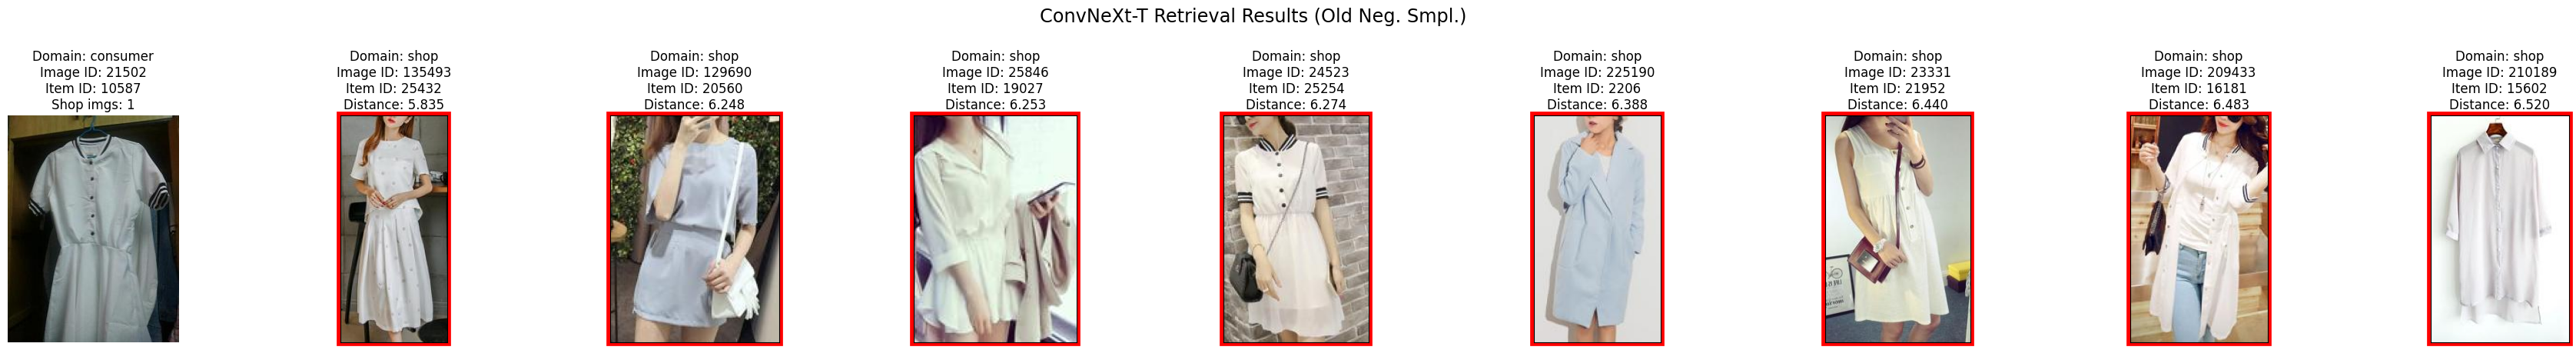 ConvNeXt-T Retrieval Results (Old Neg. Smpl.)
Domain: consumer
Image ID: 21502
Item ID: 10587
Shop imgs: 1
Domain: shop
Image ID: 135493
Item ID: 25432
Distance: 5.835
Domain: shop
Image ID: 129690
Item ID: 20560
Distance: 6.248
Domain: shop
Image ID: 25846
Item ID: 19027
Distance: 6.253
Domain: shop
Image ID: 24523
Item ID: 25254
Distance: 6.274
Domain: shop
Image ID: 225190
Item ID: 2206
Distance: 6.388
Domain: shop
Image ID: 23331
Item ID: 21952
Distance: 6.440
Domain: shop
Image ID: 209433
Item ID: 16181
Distance: 6.483
Domain: shop
Image ID: 210189
Item ID: 15602
Distance: 6.520